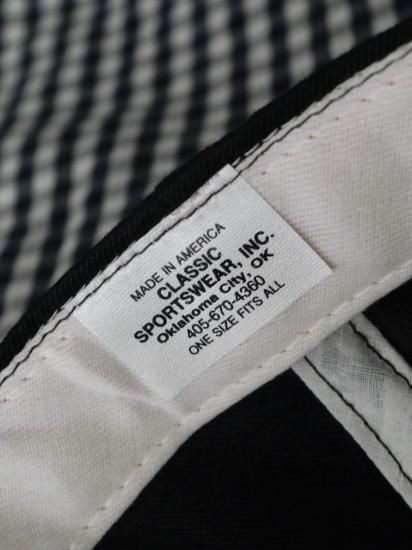 MADE IN AMERICA
CLASSIC
SPORTSWEAR, INC.
Oklahoma City, OK
405-670-4360
ONE SIZE FITS ALL